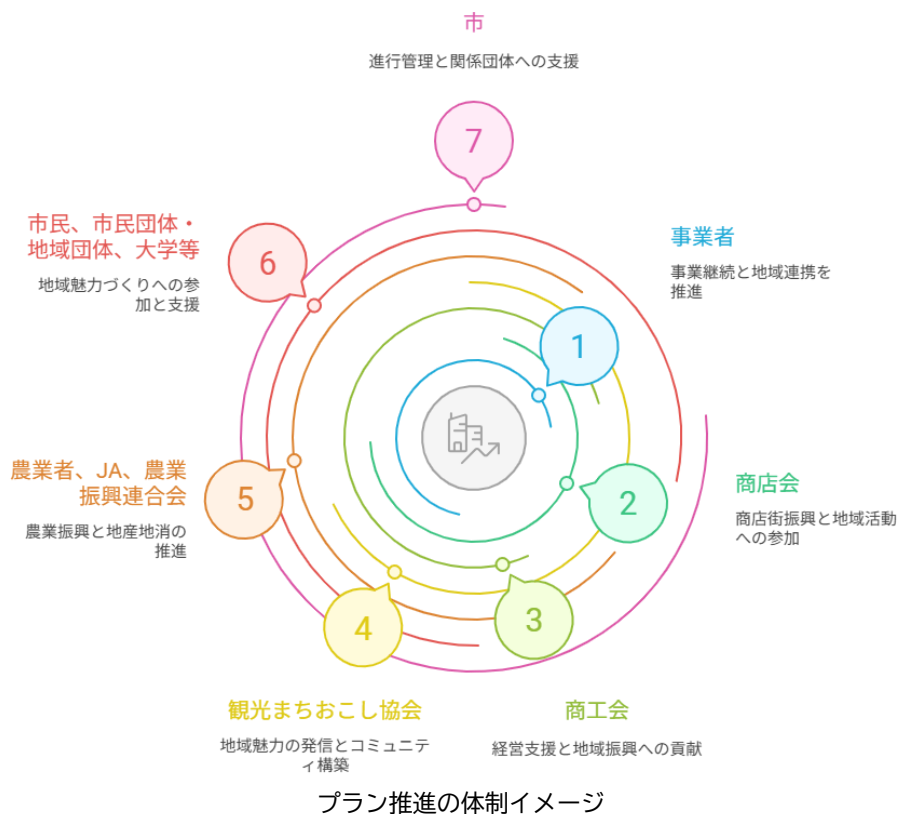 市
進行管理と関係団体への支援
7
事業者
事業継続と地域連携を
推進
1
商店会
商店街振興と地域活動
への参加
2
商工会
経営支援と地域振興への貢献
3
観光まちおこし協会
地域魅力の発信とコミュニテ
ィ構築
4
農業者、JA、農業
振興連合会
農業振興と地産地消の
推進
5
市民、市民団体・
地域団体、大学等
地域魅力づくりへの参
加と支援
6
プラン推進の体制イメージ